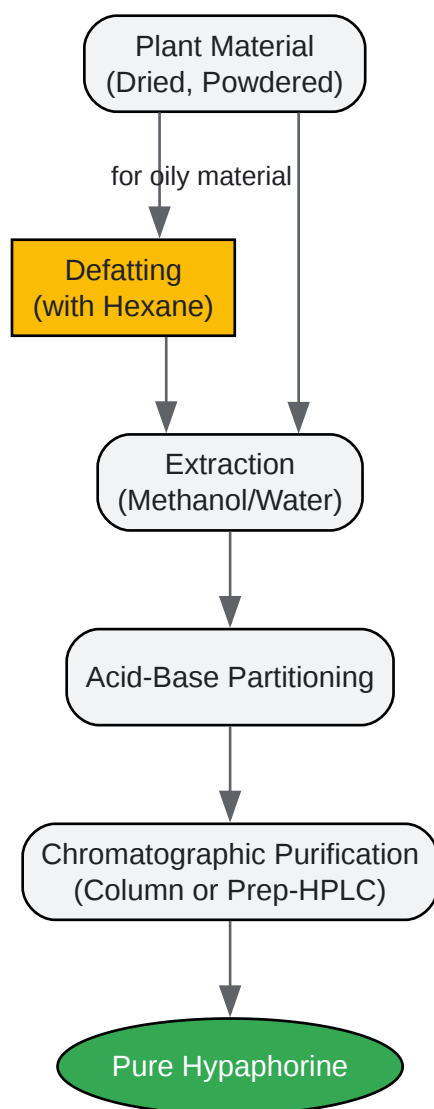 Plant Material
(Dried, Powdered)
for oily material
Defatting
(with Hexane)
Extraction
(Methanol/Water)
Acid-Base Partitioning
Chromatographic Purification
(Column or Prep-HPLC)
Pure Hypaphorine